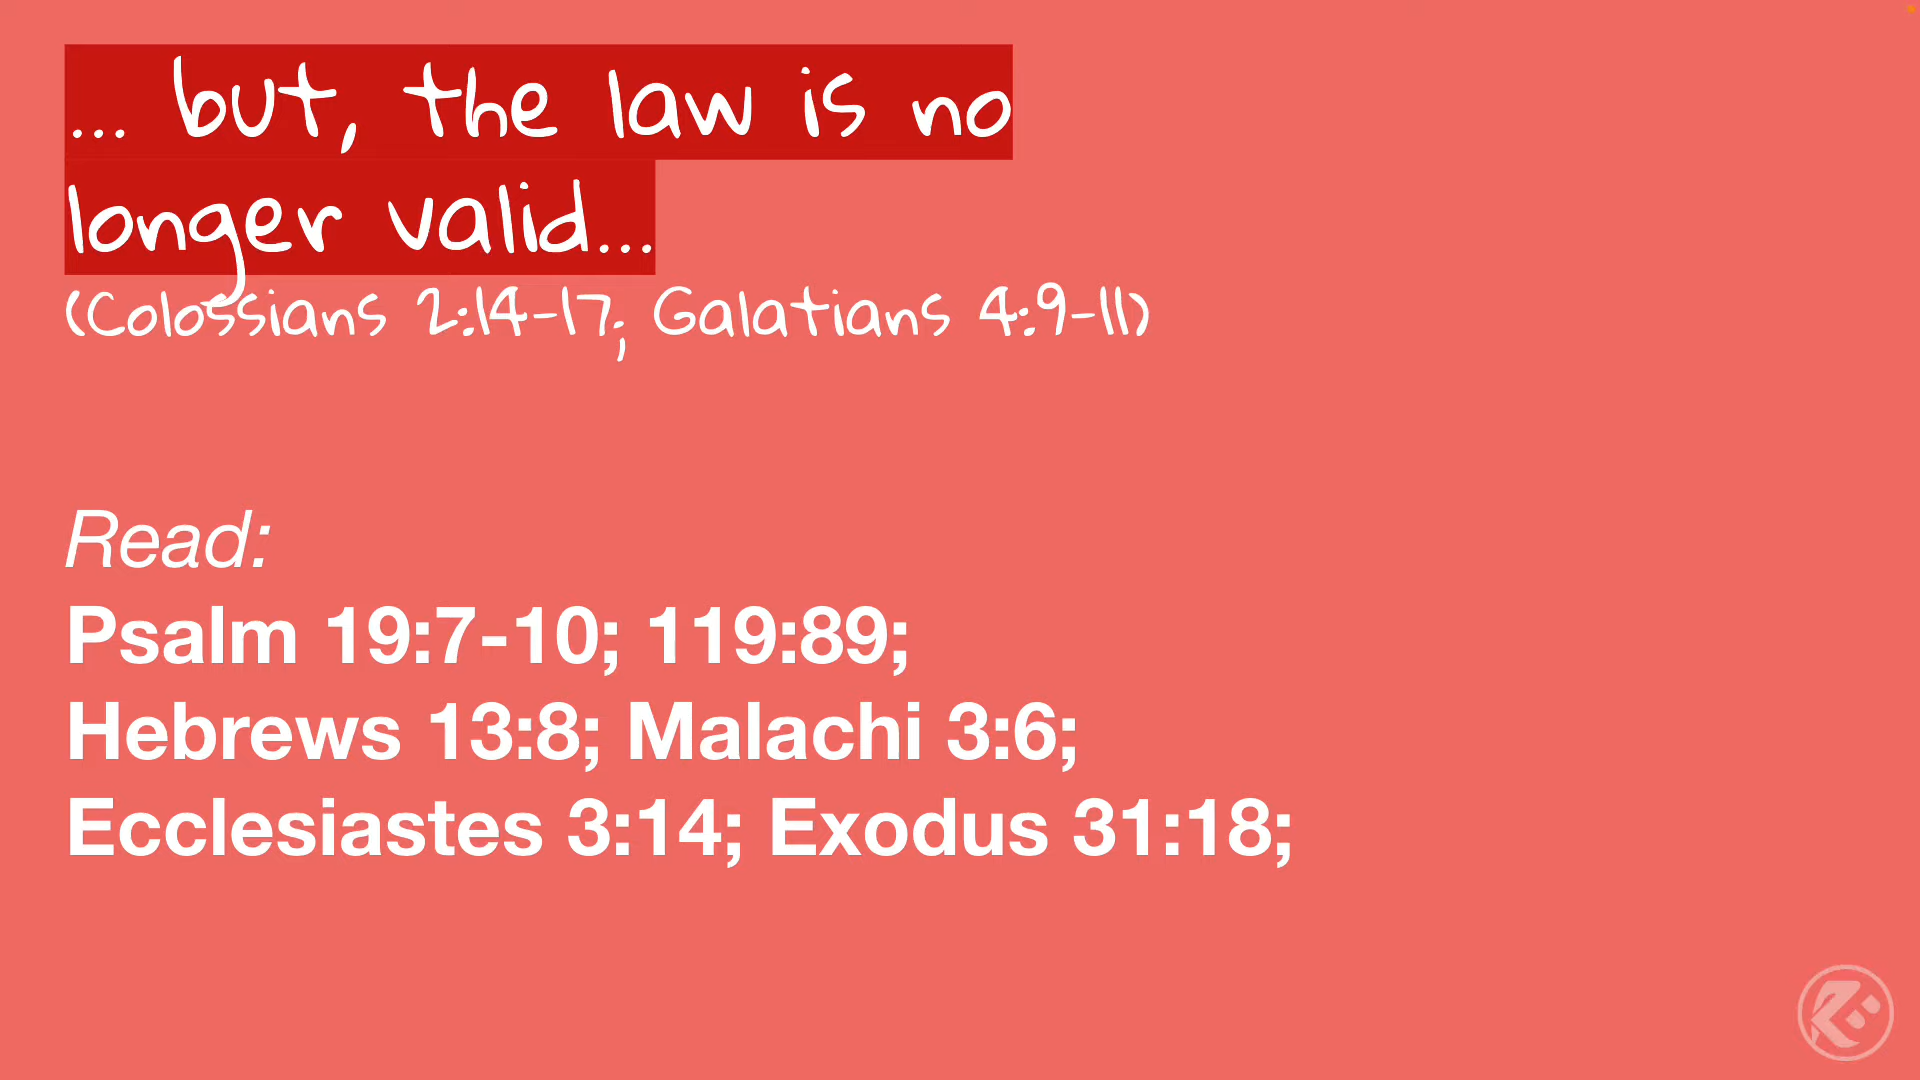 ... but, the law is no
longer valid...
(Colossians 2:14-17; Galatians 4:9-11)
Read:
Psalm 19:7-10; 119:89;
Hebrews 13:8; Malachi 3:6;
Ecclesiastes 3:14; Exodus 31:18;